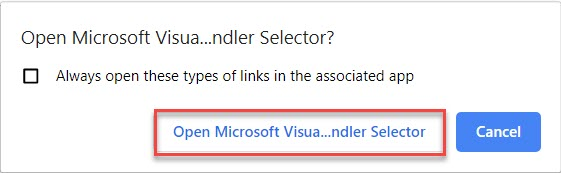 Open Microsoft Visua...ndler Selector?
Always open these types of links in the associated app
Open Microsoft Visua...ndler Selector Cancel